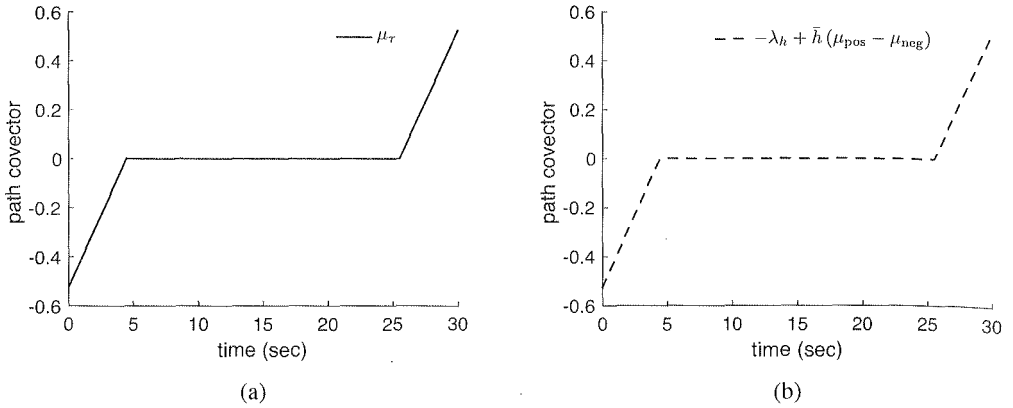 0.6
0.4
0.2
0
-0.2
-0.4
-0.6
path covector
μτ
0 5 10 15 20 25 30
time (sec)
(a)
0.6
0.4
0.2
0
-0.2
-0.4
-0.6
path covector
−λh + h̄ (μpos − μneg)
0 5 10 15 20 25 30
time (sec)
(b)